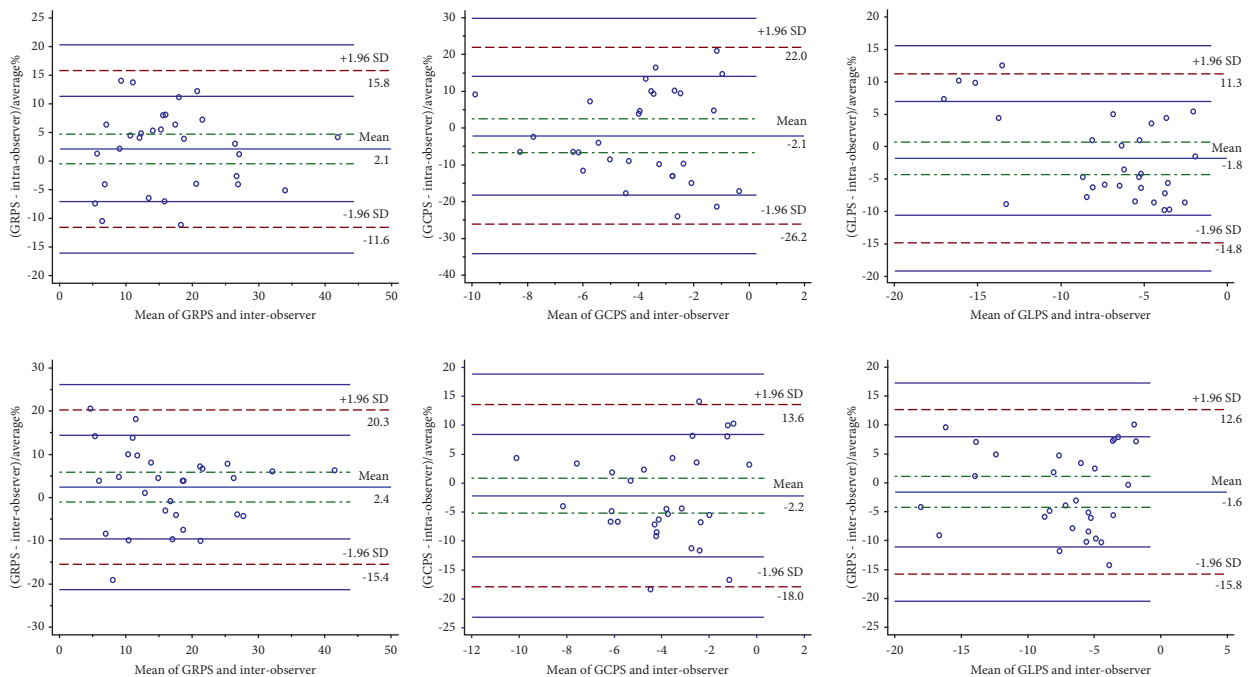 (GRPS - intra-observer)/average%
25
20
15
10
5
0
-5
-10
-15
-20
0 10 20 30 40 50
Mean of GRPS and inter-observer
+1.96 SD
15.8
Mean
2.1
-1.96 SD
-11.6
(GCPS - intra-observer)/average%
30
20
10
0
-10
-20
-30
-40
-10 -8 -6 -4 -2 0 2
Mean of GCPS and inter-observer
+1.96 SD
22.0
Mean
-2.1
-1.96 SD
-26.2
(GLPS - intra-observer)/average%
20
15
10
5
0
-5
-10
-15
-20
-20 -15 -10 -5 0
Mean of GLPS and intra-observer
+1.96 SD
11.3
Mean
-1.8
-1.96 SD
-14.8
(GRPS - inter-observer)/average%
30
20
10
0
-10
-20
-30
0 10 20 30 40 50
Mean of GRPS and inter-observer
+1.96 SD
20.3
Mean
2.4
-1.96 SD
-15.4
(GCPS - intra-observer)/average%
20
15
10
5
0
-5
-10
-15
-20
-25
-12 -10 -8 -6 -4 -2 0 2
Mean of GCPS and inter-observer
+1.96 SD
13.6
Mean
-2.2
-1.96 SD
-18.0
(GRPS - inter-observer)/average%
20
15
10
5
0
-5
-10
-15
-20
-25
-20 -15 -10 -5 0 5
Mean of GLPS and inter-observer
+1.96 SD
12.6
Mean
-1.6
-1.96 SD
-15.8